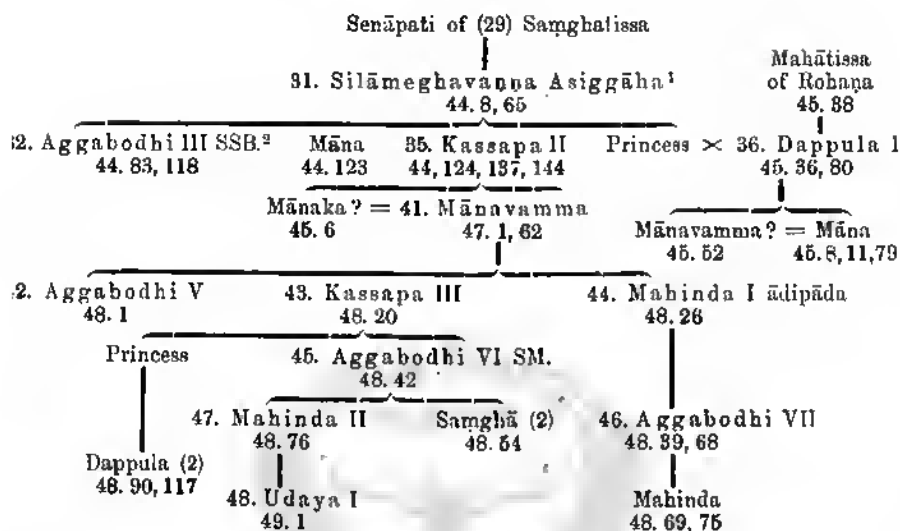 Senāpati of (29) Saṃghatissa
Mahātissa
of Rohaṇa
45. 38
31. Silāmeghavaṇṇa Asiggāha¹
44. 8, 65
32. Aggabodhi III SSB.² Māna 35. Kassapa II Princess × 36. Dappula I
44. 83, 118 44. 123 44, 124, 137, 144 45. 36, 80
Mānaka? = 41. Mānavamma Mānavamma? = Māna
45. 6 47. 1, 62 45. 52 45. 8, 11, 79
2. Aggabodhi V 43. Kassapa III 44. Mahinda I ādipāda
48. 1 48. 20 48. 26
Princess 45. Aggabodhi VI SM.
48. 42
47. Mahinda II Saṃghā (2) 46. Aggabodhi VII
48. 76 48. 54 48. 39, 68
Dappula (2)
48. 90, 117
48. Udaya I Mahinda
49. 1 48. 69, 75